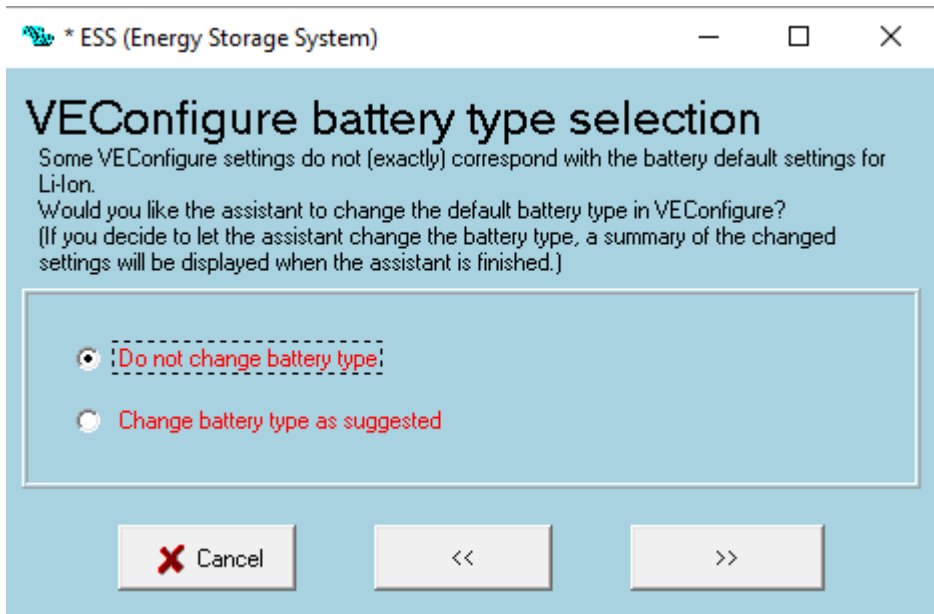 * ESS (Energy Storage System)
VEConfigure battery type selection
Some VEConfigure settings do not (exactly) correspond with the battery default settings for
Li-Ion.
Would you like the assistant to change the default battery type in VEConfigure?
(If you decide to let the assistant change the battery type, a summary of the changed
settings will be displayed when the assistant is finished.)
Do not change battery type
Change battery type as suggested
Cancel << >>